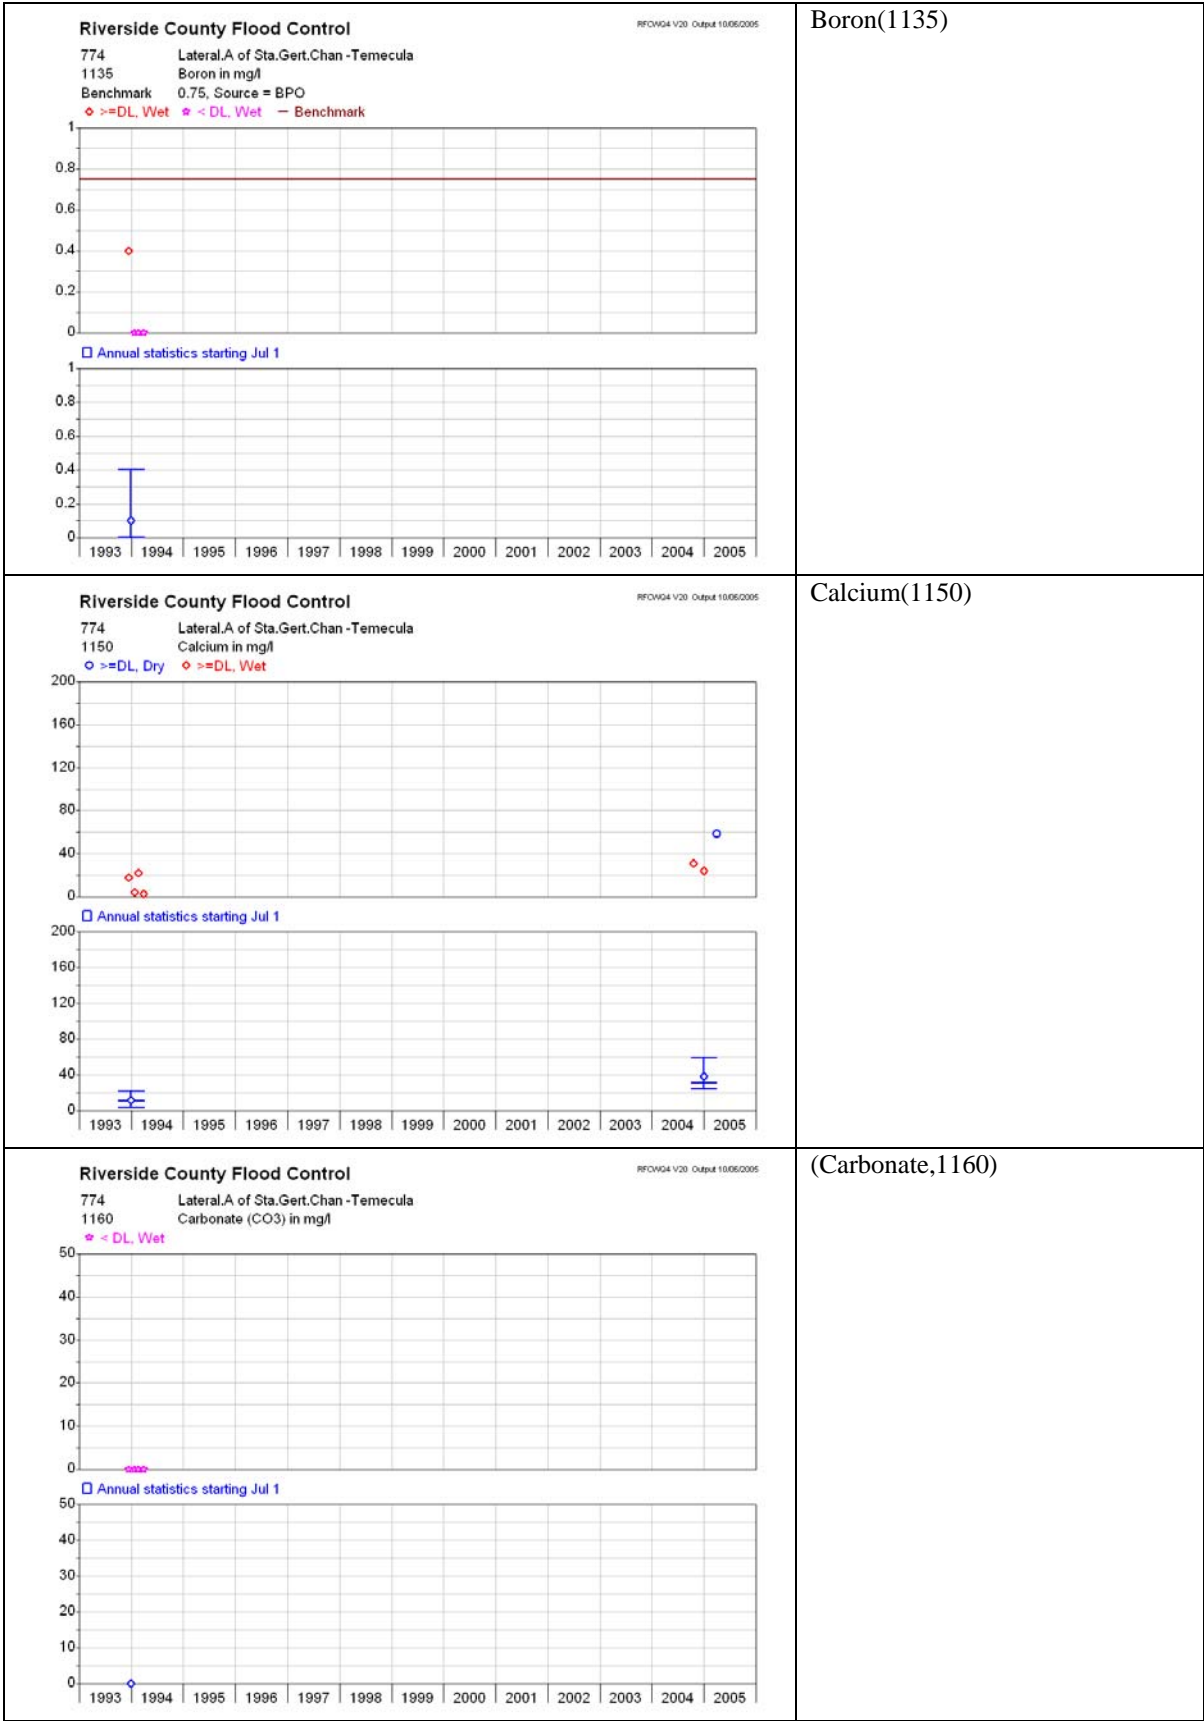 Riverside County Flood Control RFCWQ4 V20 Output 10/06/2005
774 Lateral.A of Sta.Gert.Chan -Temecula
1135 Boron in mg/l
Benchmark 0.75, Source = BPO
>=DL, Wet < DL, Wet Benchmark
1
0.8
0.6
0.4
0.2
0
Annual statistics starting Jul 1
1
0.8
0.6
0.4
0.2
0
1993 1994 1995 1996 1997 1998 1999 2000 2001 2002 2003 2004 2005
Boron(1135)
Riverside County Flood Control RFCWQ4 V20 Output 10/06/2005
774 Lateral.A of Sta.Gert.Chan -Temecula
1150 Calcium in mg/l
>=DL, Dry >=DL, Wet
200
160
120
80
40
0
Annual statistics starting Jul 1
200
160
120
80
40
0
1993 1994 1995 1996 1997 1998 1999 2000 2001 2002 2003 2004 2005
Calcium(1150)
Riverside County Flood Control RFCWQ4 V20 Output 10/06/2005
774 Lateral.A of Sta.Gert.Chan -Temecula
1160 Carbonate (CO3) in mg/l
< DL, Wet
50
40
30
20
10
0
Annual statistics starting Jul 1
50
40
30
20
10
0
1993 1994 1995 1996 1997 1998 1999 2000 2001 2002 2003 2004 2005
(Carbonate,1160)